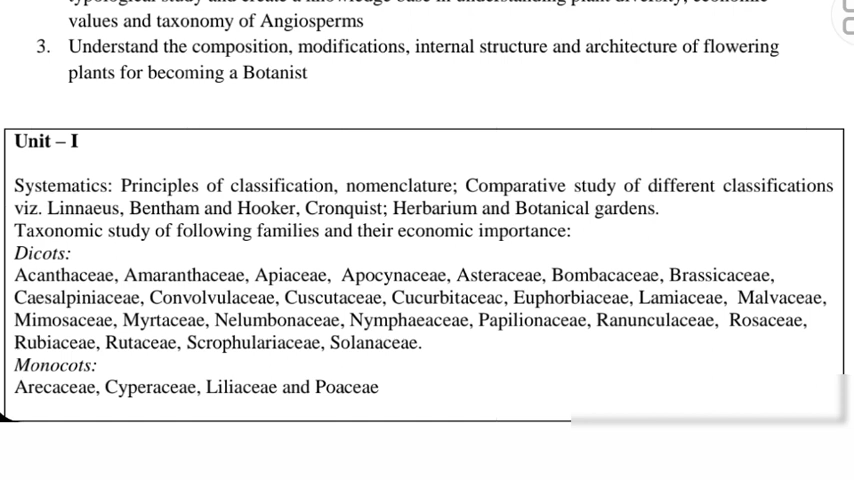 values and taxonomy of Angiosperms
3. Understand the composition, modifications, internal structure and architecture of flowering
plants for becoming a Botanist
Unit – I
Systematics: Principles of classification, nomenclature; Comparative study of different classifications
viz. Linnaeus, Bentham and Hooker, Cronquist; Herbarium and Botanical gardens.
Taxonomic study of following families and their economic importance:
Dicots:
Acanthaceae, Amaranthaceae, Apiaceae, Apocynaceae, Asteraceae, Bombacaceae, Brassicaceae,
Caesalpiniaceae, Convolvulaceae, Cuscutaceae, Cucurbitaceac, Euphorbiaceae, Lamiaceae, Malvaceae,
Mimosaceae, Myrtaceae, Nelumbonaceae, Nymphaeaceae, Papilionaceae, Ranunculaceae, Rosaceae,
Rubiaceae, Rutaceae, Scrophulariaceae, Solanaceae.
Monocots:
Arecaceae, Cyperaceae, Liliaceae and Poaceae